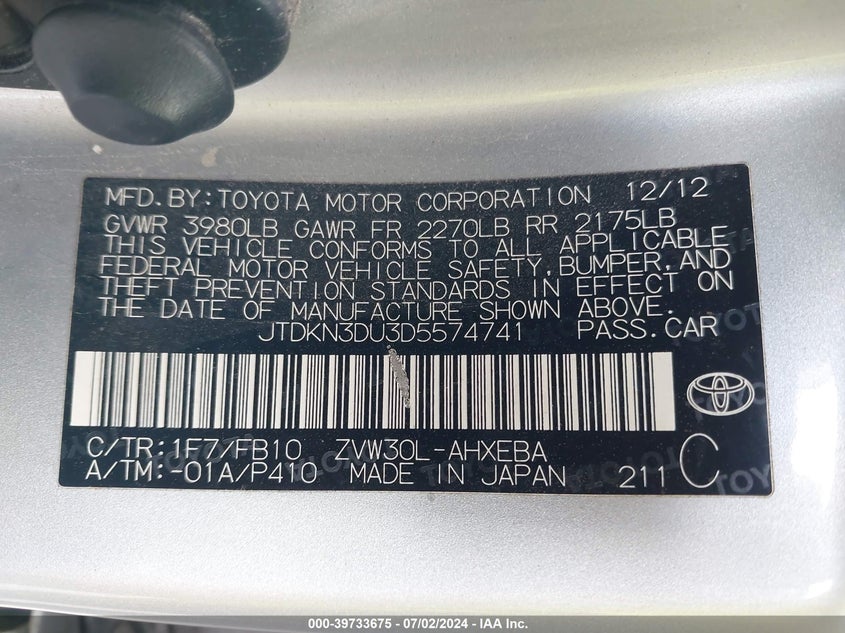 MFD.BY:TOYOTA MOTOR CORPORATION 12/12
GVWR 3980LB GAWR FR 2270LB RR 2175LB
THIS VEHICLE CONFORMS TO ALL APPLICABLE
FEDERAL MOTOR VEHICLE SAFETY,BUMPER,AND
THEFT PREVENTION STANDARDS IN EFFECT ON
THE DATE OF MANUFACTURE SHOWN ABOVE.
JTDKN3DU3D5574741 PASS.CAR
C/TR:1F7/FB10 ZVW30L-AHXEBA
A/TM:-01A/P410 MADE IN JAPAN 211 C
000-39733675 - 07/02/2024 - © IAA, Inc.